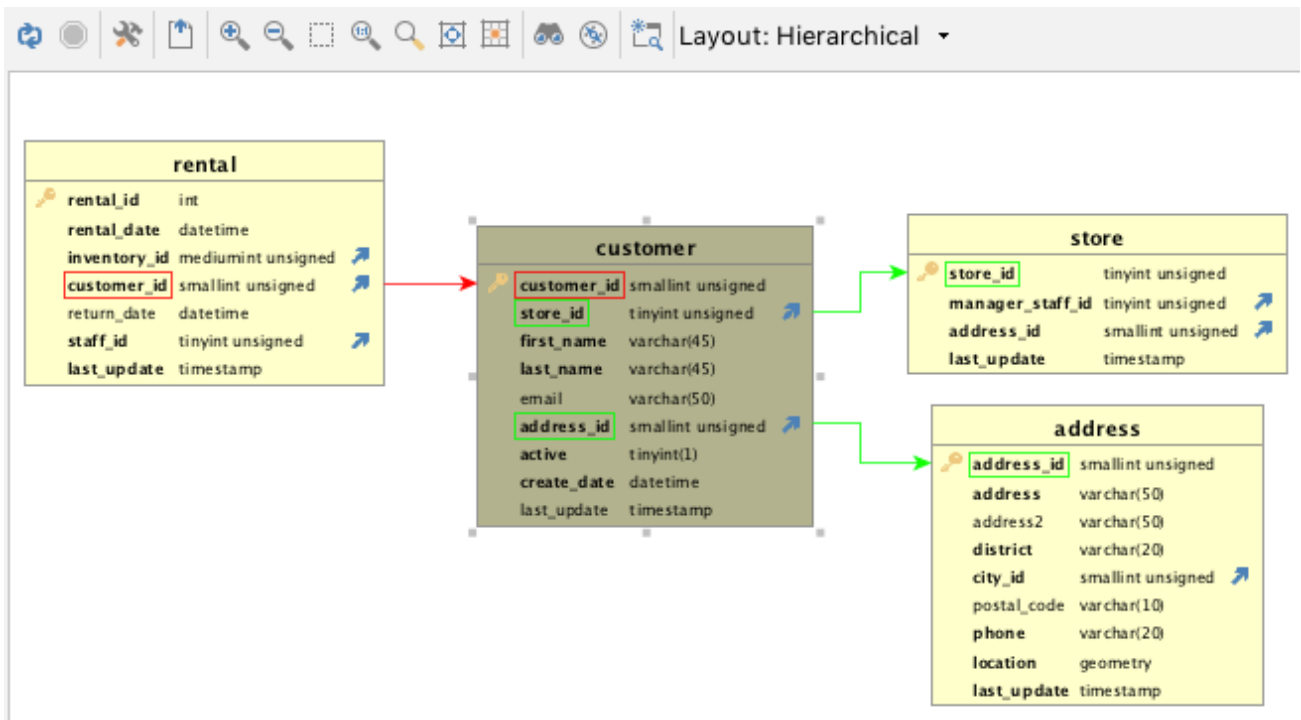 1:1
Layout: Hierarchical
rental
rental_id int
rental_date datetime
inventory_id mediumint unsigned
customer_id smallint unsigned
return_date datetime
staff_id tinyint unsigned
last_update timestamp
customer
customer_id smallint unsigned
store_id tinyint unsigned
first_name varchar(45)
last_name varchar(45)
email varchar(50)
address_id smallint unsigned
active tinyint(1)
create_date datetime
last_update timestamp
store
store_id tinyint unsigned
manager_staff_id tinyint unsigned
address_id smallint unsigned
last_update timestamp
address
address_id smallint unsigned
address varchar(50)
address2 varchar(50)
district varchar(20)
city_id smallint unsigned
postal_code varchar(10)
phone varchar(20)
location geometry
last_update timestamp